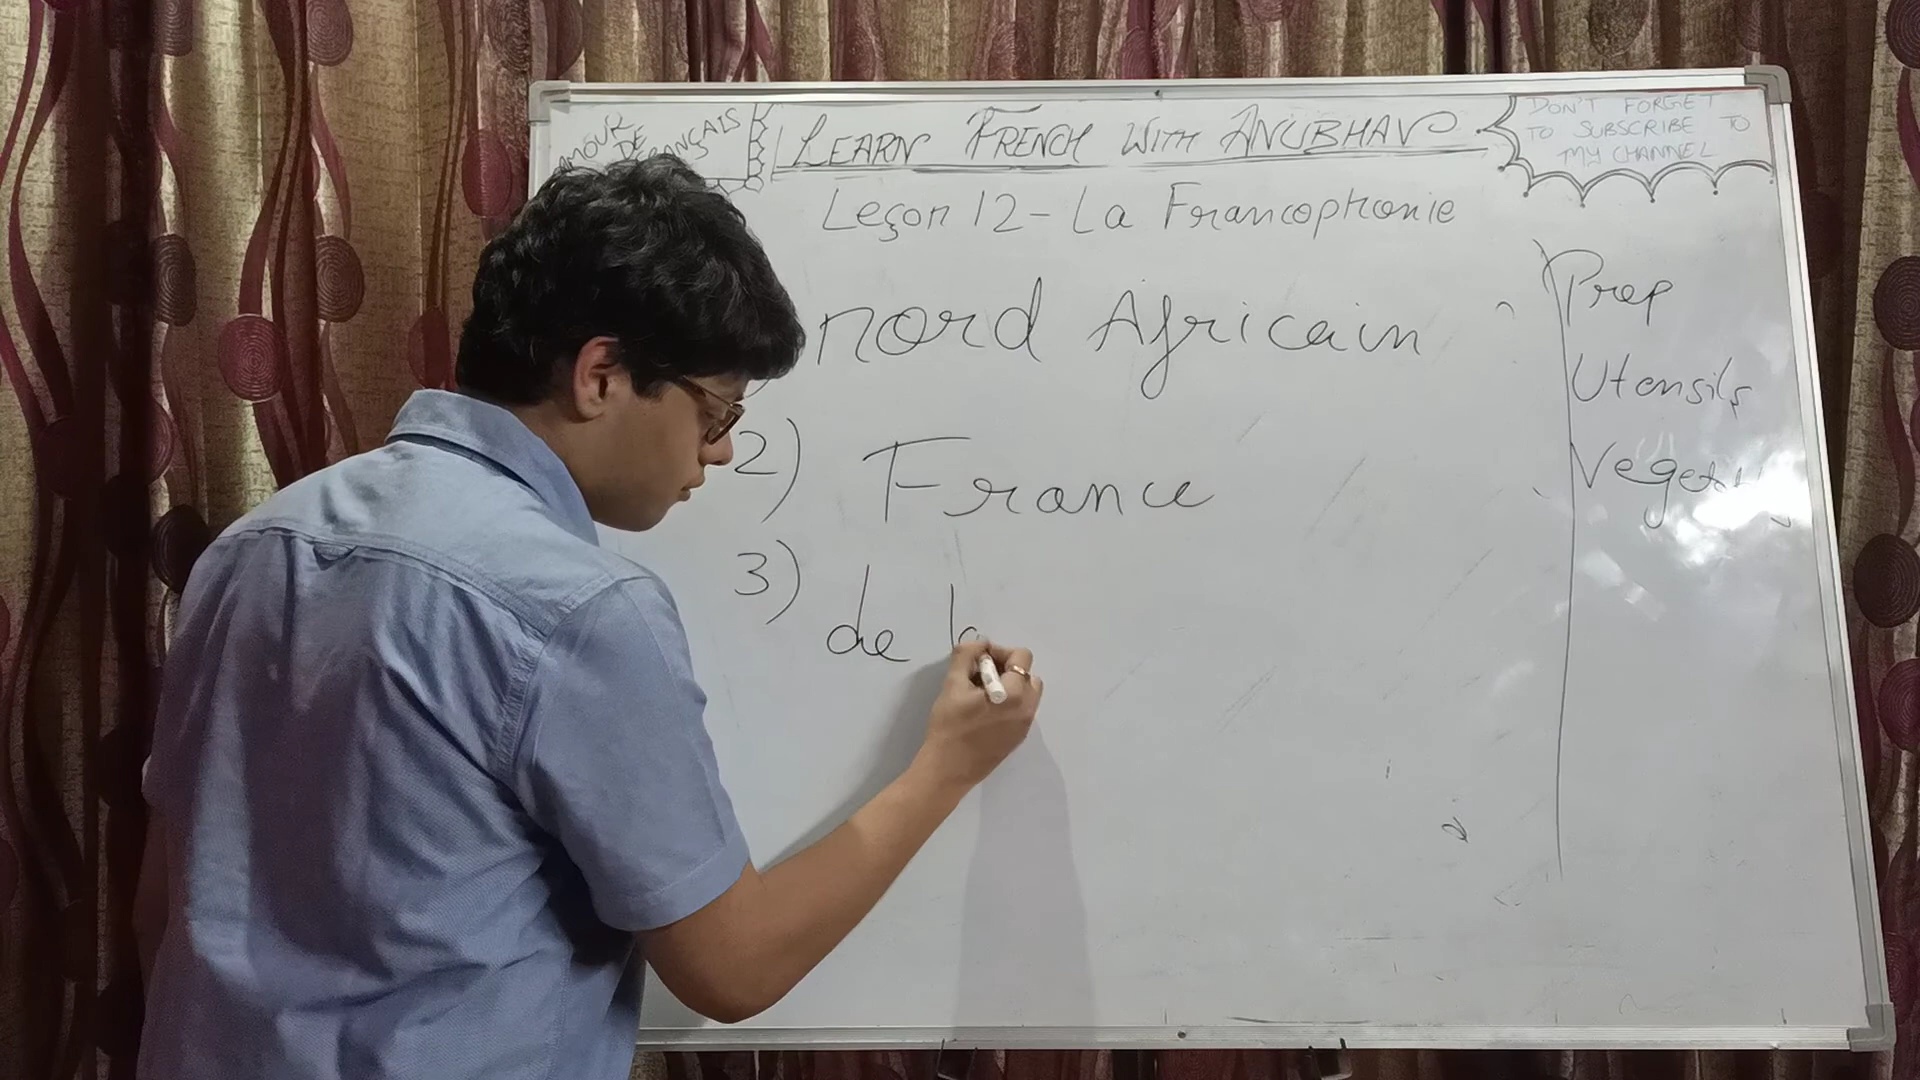 AMOUR
DE
FRANÇAIS
LEARN FRENCH WITH ANUBHAV
DON'T FORGET
TO SUBSCRIBE TO
MY CHANNEL
Leçon 12 - La Francophonie
nord Africain
2) France
3) de la
Prep
Utensils